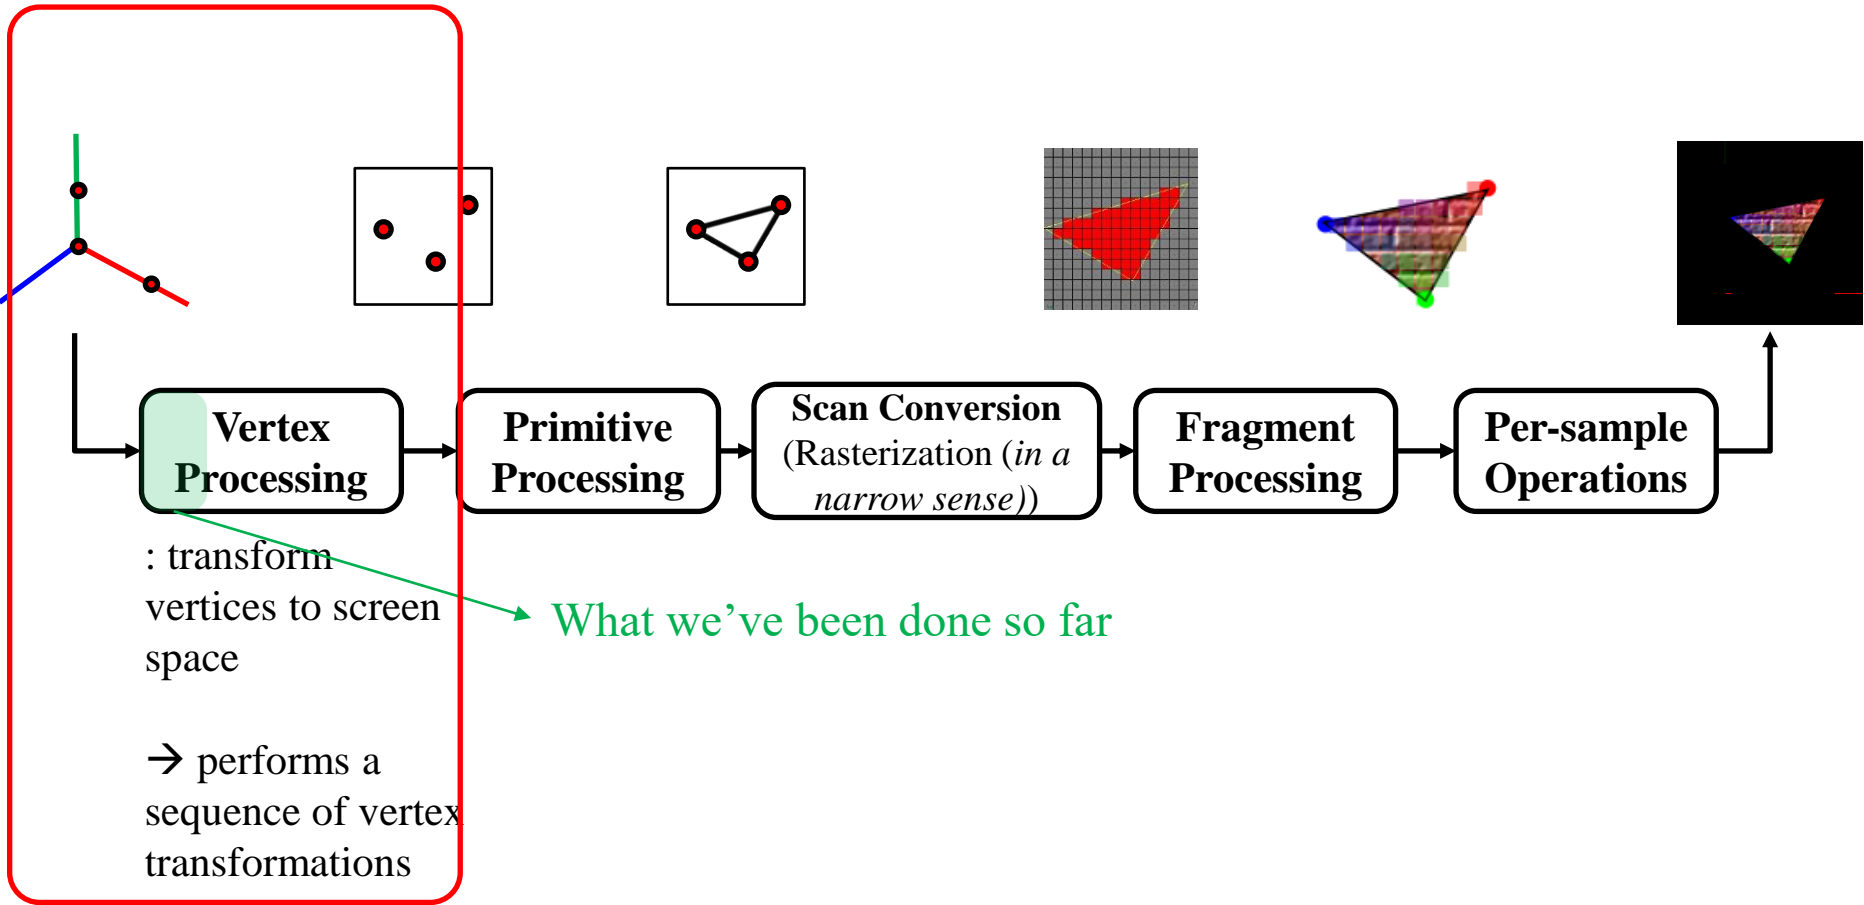 Vertex
Processing
Primitive
Processing
Scan Conversion
(Rasterization (in a
narrow sense))
Fragment
Processing
Per-sample
Operations
: transform
vertices to screen
space
→ performs a
sequence of vertex
transformations
What we’ve been done so far